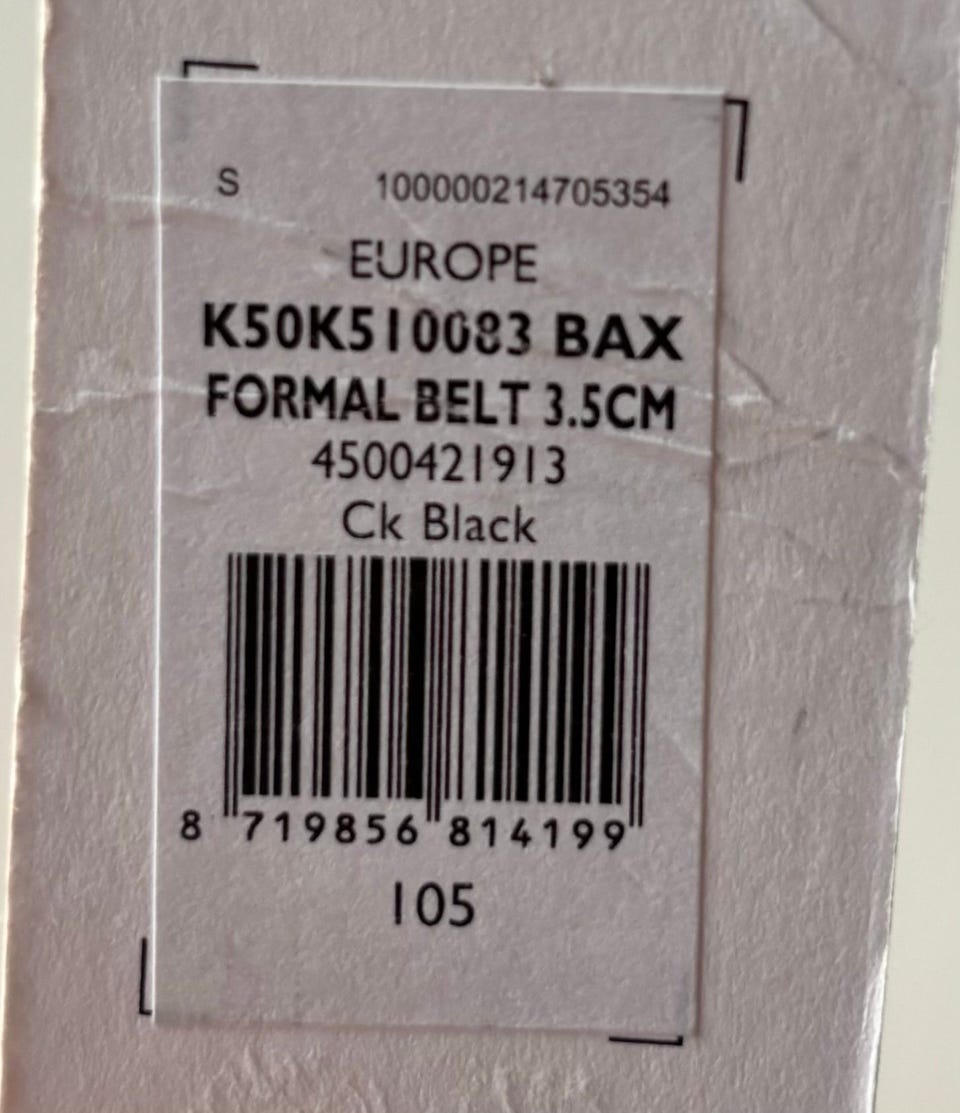 S 100000214705354
EUROPE
K50K510083 BAX
FORMAL BELT 3.5CM
4500421913
Ck Black
8 719856 814199
105